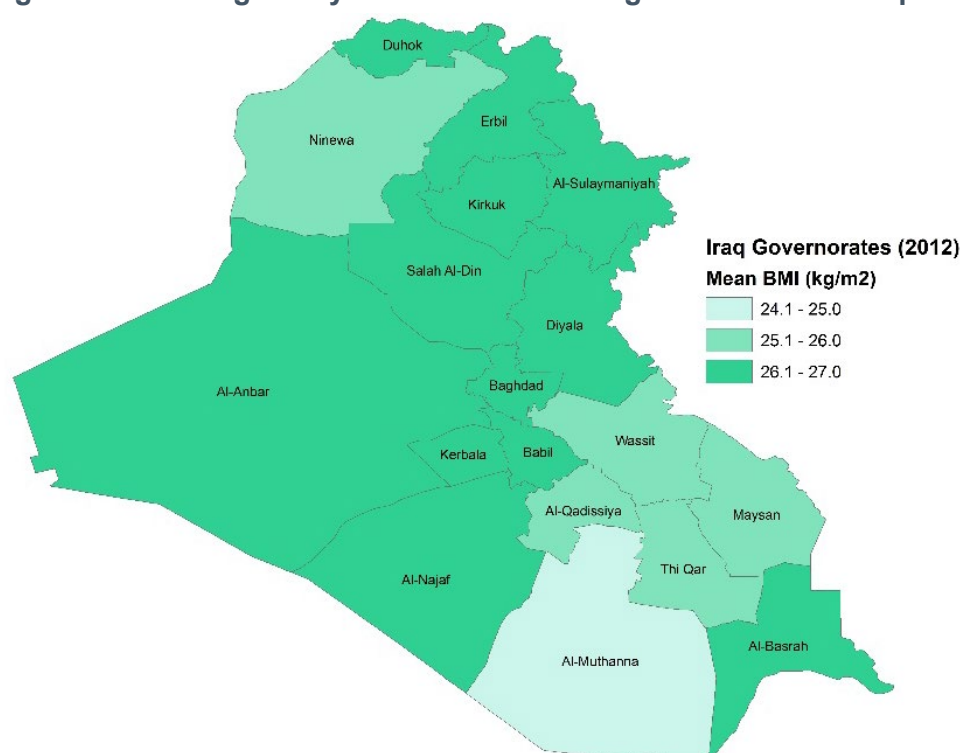 Duhok
Ninewa
Erbil
Al-Sulaymaniyah
Kirkuk
Iraq Governorates (2012)
Salah Al-Din
Mean BMI (kg/m2)
24.1 - 25.0
Diyala
25.1 - 26.0
26.1 - 27.0
Baghdad
Al-Anbar
Wassit
Kerbala
Babil
Al-Qadissiya
Maysan
Thi Qar
Al-Najaf
Al-Basrah
Al-Muthanna